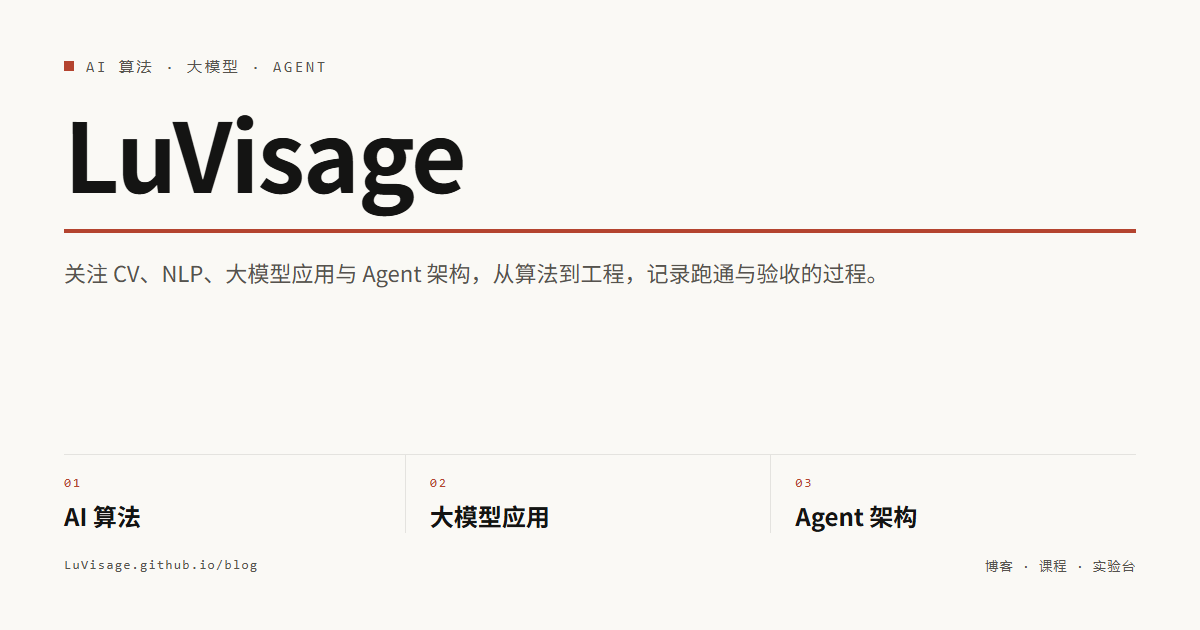 AI 算法 · 大模型 · AGENT
LuVisage
关注 CV、NLP、大模型应用与 Agent 架构，从算法到工程，记录跑通与验收的过程。
01
AI 算法
02
大模型应用
03
Agent 架构
LuVisage.github.io/blog
博客 · 课程 · 实验台